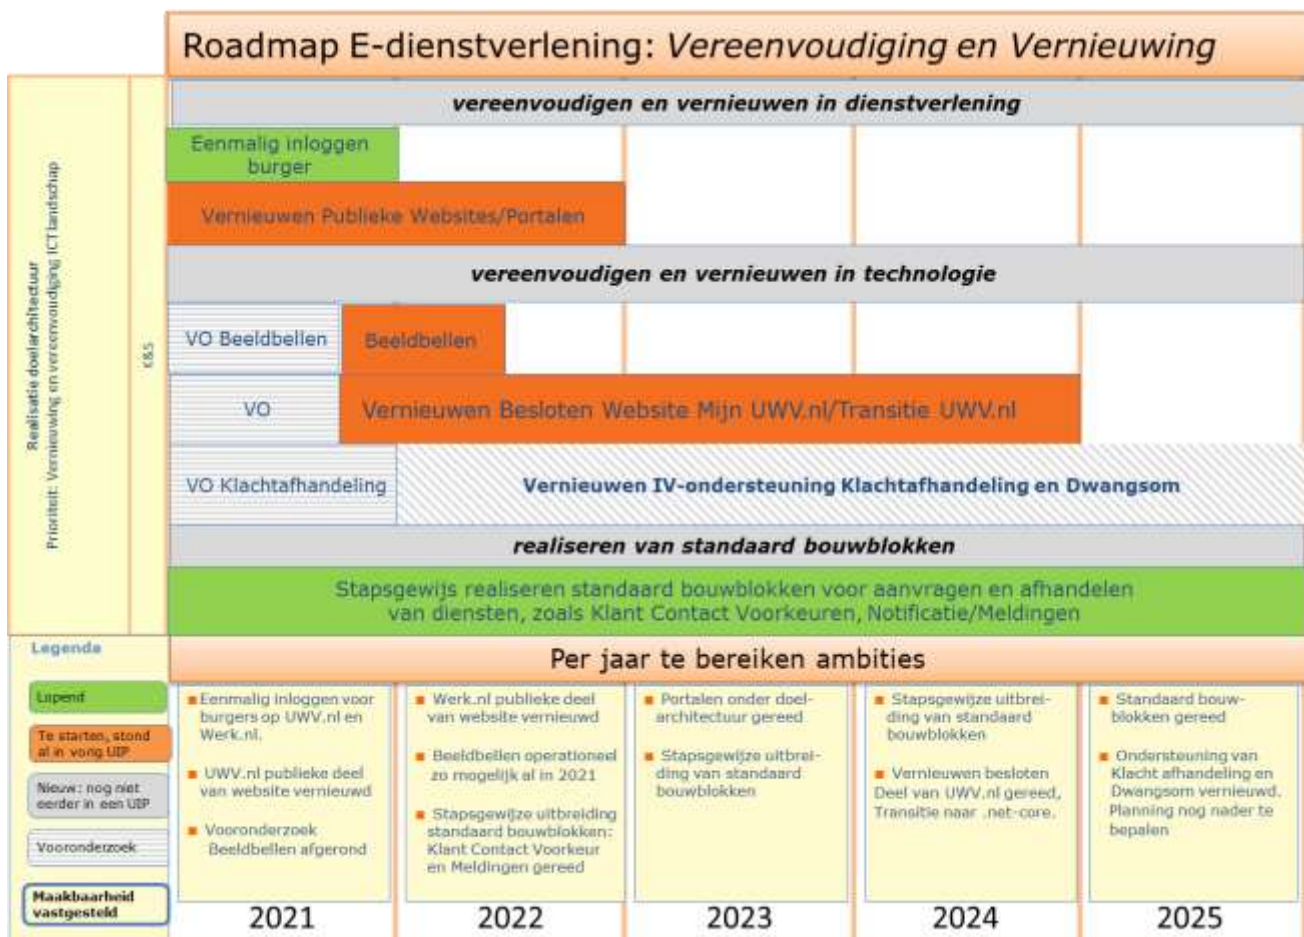 Roadmap E-dienstverlening: Vereenvoudiging en Vernieuwing
Realisatie doelarchitectuur
Prioriteit: Vernieuwing en vereenvoudiging ICT landschap
K&S
vereenvoudigen en vernieuwen in dienstverlening
Eenmalig inloggen
burger
Vernieuwen Publieke Websites/Portalen
vereenvoudigen en vernieuwen in technologie
VO Beeldbellen
Beeldbellen
VO
Vernieuwen Besloten Website Mijn UWV.nl/Transitie UWV.nl
VO Klachtafhandeling
Vernieuwen IV-ondersteuning Klachtafhandeling en Dwangsom
realiseren van standaard bouwblokken
Stapsgewijs realiseren standaard bouwblokken voor aanvragen en afhandelen
van diensten, zoals Klant Contact Voorkeuren, Notificatie/Meldingen
Legenda
Lopend
Te starten, stond
al in vorig UIP
Nieuw: nog niet
eerder in een UIP
Vooronderzoek
Maakbaarheid
vastgesteld
Per jaar te bereiken ambities
Eenmalig inloggen voor
burgers op UWV.nl en
Werk.nl.
UWV.nl publieke deel
van website vernieuwd
Vooronderzoek
Beeldbellen afgerond
2021
Werk.nl publieke deel
van website vernieuwd
Beeldbellen operationeel
zo mogelijk al in 2021
Stapsgewijze uitbreiding
standaard bouwblokken:
Klant Contact Voorkeur
en Meldingen gereed
2022
Portalen onder doel-
architectuur gereed
Stapsgewijze uitbrei-
ding van standaard
bouwblokken
2023
Stapsgewijze uitbrei-
ding van standaard
bouwblokken
Vernieuwen besloten
Deel van UWV.nl gereed,
Transitie naar .net-core.
2024
Standaard bouw-
blokken gereed
Ondersteuning van
Klacht afhandeling en
Dwangsom vernieuwd.
Planning nog nader te
bepalen
2025